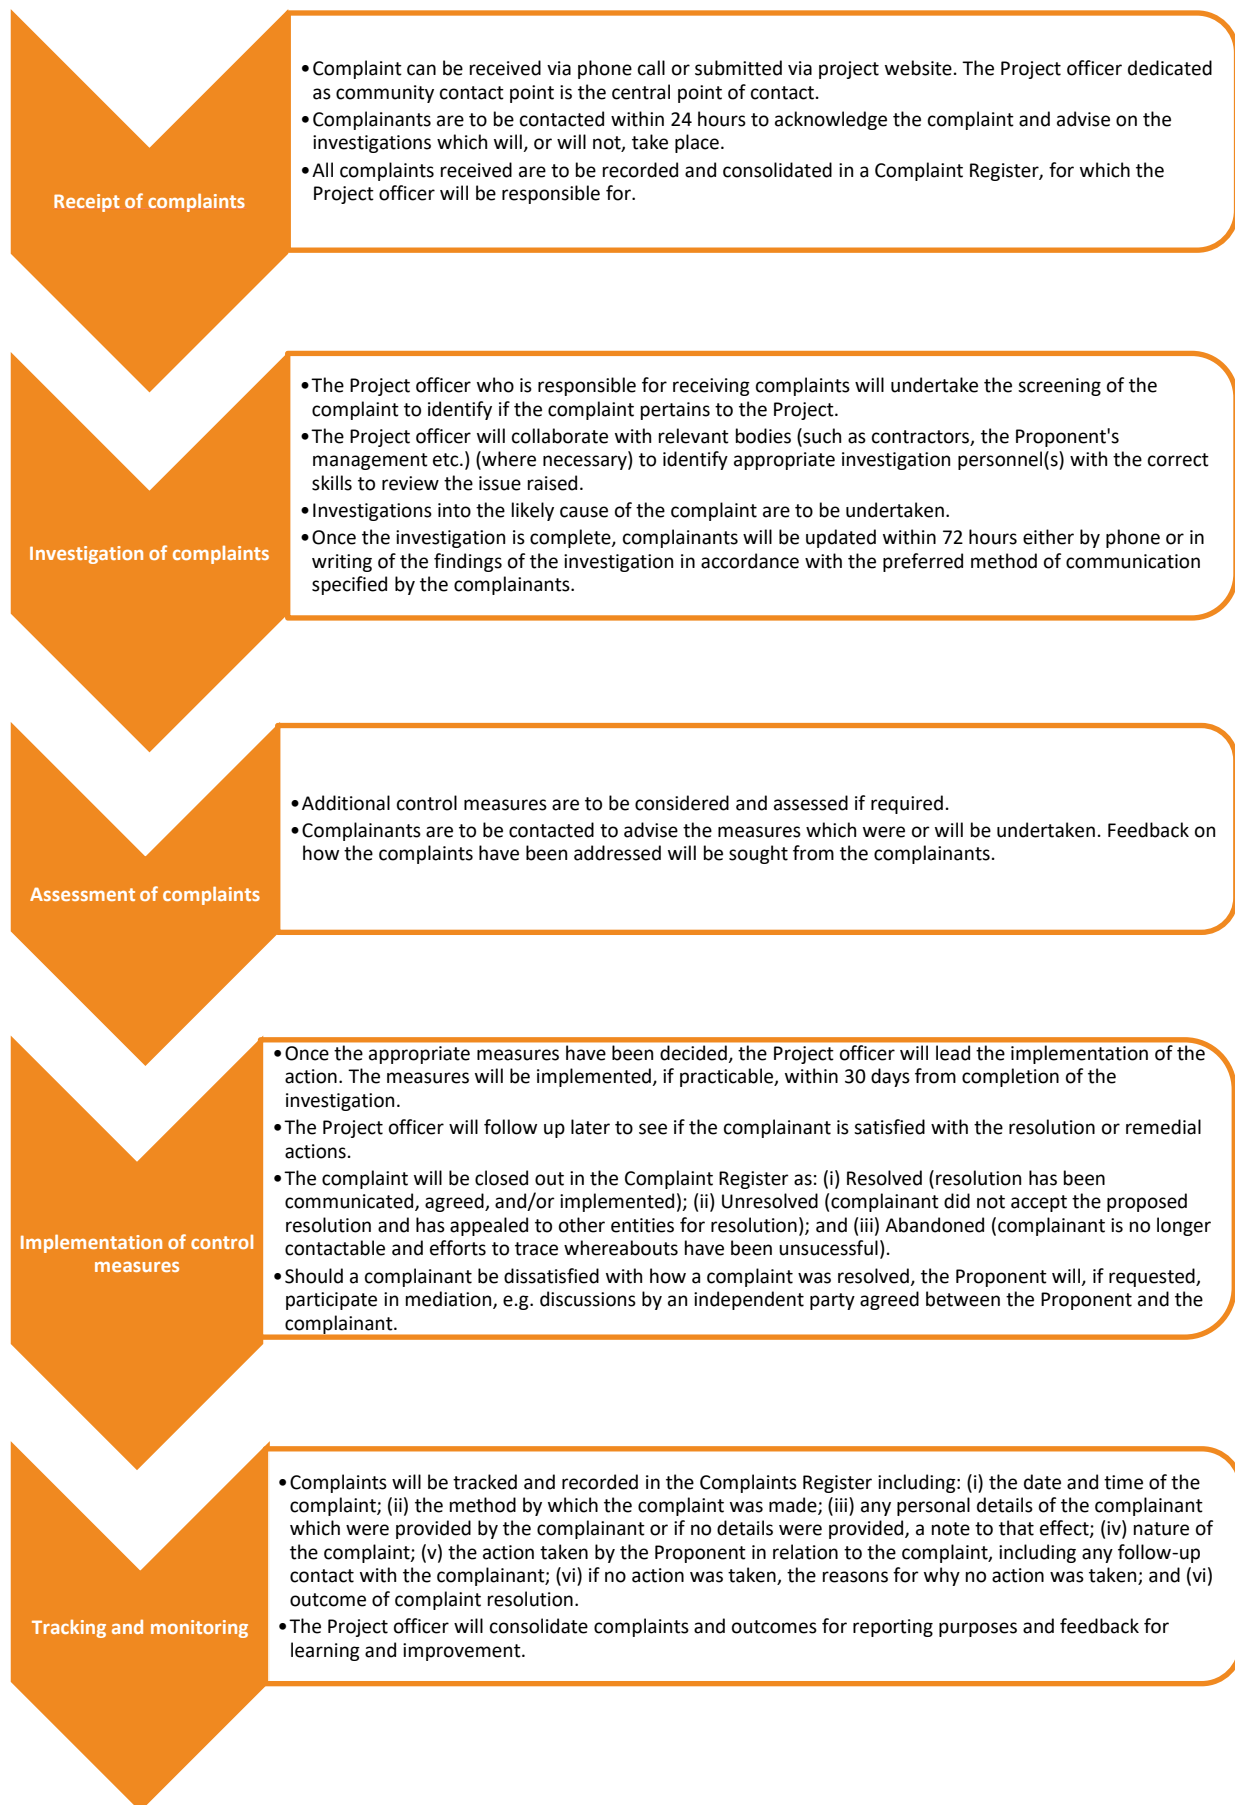 Receipt of complaints
•Complaint can be received via phone call or submitted via project website. The Project officer dedicated
as community contact point is the central point of contact.
•Complainants are to be contacted within 24 hours to acknowledge the complaint and advise on the
investigations which will, or will not, take place.
•All complaints received are to be recorded and consolidated in a Complaint Register, for which the
Project officer will be responsible for.
Investigation of complaints
•The Project officer who is responsible for receiving complaints will undertake the screening of the
complaint to identify if the complaint pertains to the Project.
•The Project officer will collaborate with relevant bodies (such as contractors, the Proponent's
management etc.) (where necessary) to identify appropriate investigation personnel(s) with the correct
skills to review the issue raised.
•Investigations into the likely cause of the complaint are to be undertaken.
•Once the investigation is complete, complainants will be updated within 72 hours either by phone or in
writing of the findings of the investigation in accordance with the preferred method of communication
specified by the complainants.
Assessment of complaints
•Additional control measures are to be considered and assessed if required.
•Complainants are to be contacted to advise the measures which were or will be undertaken. Feedback on
how the complaints have been addressed will be sought from the complainants.
Implementation of control
measures
•Once the appropriate measures have been decided, the Project officer will lead the implementation of the
action. The measures will be implemented, if practicable, within 30 days from completion of the
investigation.
•The Project officer will follow up later to see if the complainant is satisfied with the resolution or remedial
actions.
•The complaint will be closed out in the Complaint Register as: (i) Resolved (resolution has been
communicated, agreed, and/or implemented); (ii) Unresolved (complainant did not accept the proposed
resolution and has appealed to other entities for resolution); and (iii) Abandoned (complainant is no longer
contactable and efforts to trace whereabouts have been unsucessful).
•Should a complainant be dissatisfied with how a complaint was resolved, the Proponent will, if requested,
participate in mediation, e.g. discussions by an independent party agreed between the Proponent and the
complainant.
Tracking and monitoring
•Complaints will be tracked and recorded in the Complaints Register including: (i) the date and time of the
complaint; (ii) the method by which the complaint was made; (iii) any personal details of the complainant
which were provided by the complainant or if no details were provided, a note to that effect; (iv) nature of
the complaint; (v) the action taken by the Proponent in relation to the complaint, including any follow-up
contact with the complainant; (vi) if no action was taken, the reasons for why no action was taken; and (vi)
outcome of complaint resolution.
•The Project officer will consolidate complaints and outcomes for reporting purposes and feedback for
learning and improvement.